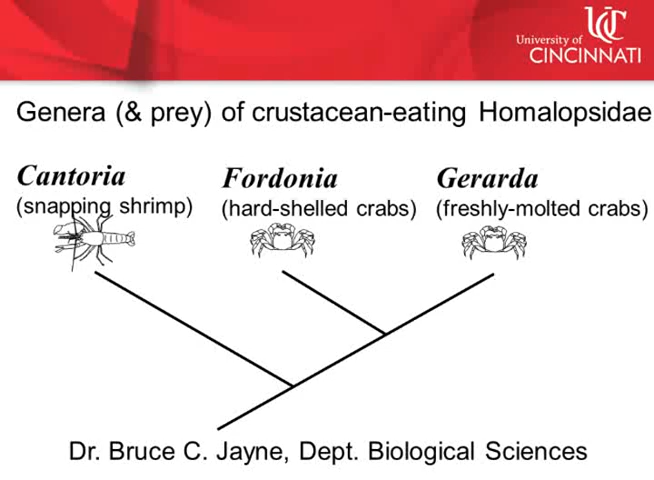 University of
CINCINNATI
Genera (& prey) of crustacean-eating Homalopsidae
Cantoria Fordonia Gerarda
(snapping shrimp) (hard-shelled crabs) (freshly-molted crabs)
Dr. Bruce C. Jayne, Dept. Biological Sciences